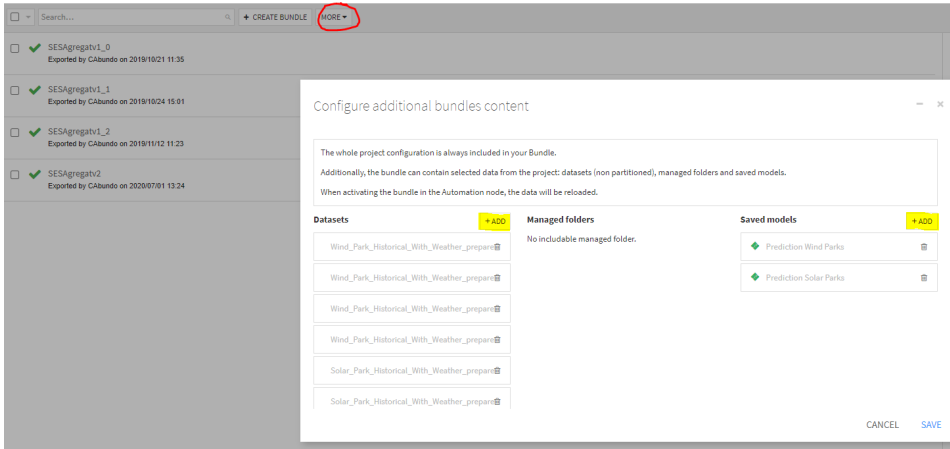 Search...
+ CREATE BUNDLE
MORE
SESAgregatv1_0
Exported by CAbundo on 2019/10/21 11:35
SESAgregatv1_1
Exported by CAbundo on 2019/10/24 15:01
SESAgregatv1_2
Exported by CAbundo on 2019/11/12 11:23
SESAgregatv2
Exported by CAbundo on 2020/07/01 13:24
Configure additional bundles content
The whole project configuration is always included in your Bundle.
Additionally, the bundle can contain selected data from the project: datasets (non partitioned), managed folders and saved models.
When activating the bundle in the Automation node, the data will be reloaded.
Datasets
+ ADD
Wind_Park_Historical_With_Weather_prepare
Wind_Park_Historical_With_Weather_prepare
Wind_Park_Historical_With_Weather_prepare
Wind_Park_Historical_With_Weather_prepare
Solar_Park_Historical_With_Weather_prepare
Solar_Park_Historical_With_Weather_prepare
Managed folders
No includable managed folder.
Saved models
+ ADD
Prediction Wind Parks
Prediction Solar Parks
CANCEL
SAVE